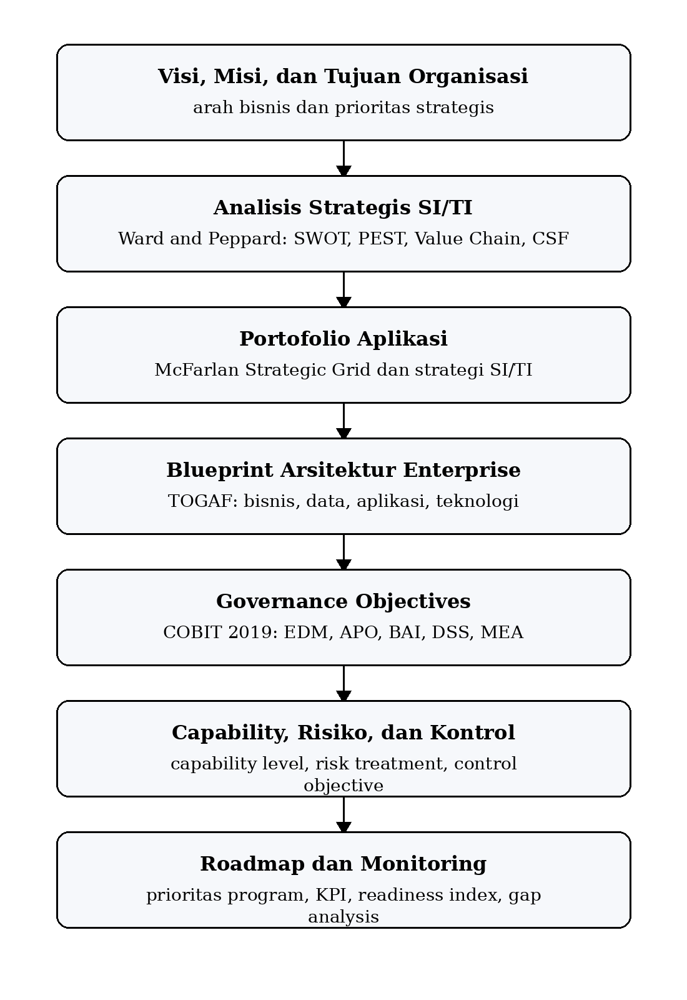 Visi, Misi, dan Tujuan Organisasi
arah bisnis dan prioritas strategis
Analisis Strategis SI/TI
Ward and Peppard: SWOT, PEST, Value Chain, CSF
Portofolio Aplikasi
McFarlan Strategic Grid dan strategi SI/TI
Blueprint Arsitektur Enterprise
TOGAF: bisnis, data, aplikasi, teknologi
Governance Objectives
COBIT 2019: EDM, APO, BAI, DSS, MEA
Capability, Risiko, dan Kontrol
capability level, risk treatment, control
objective
Roadmap dan Monitoring
prioritas program, KPI, readiness index, gap
analysis